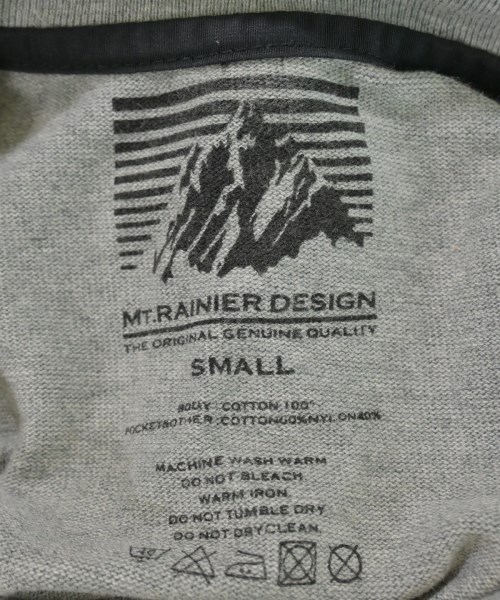 MT.RAINIER DESIGN
THE ORIGINAL GENUINE QUALITY
SMALL
BODY : COTTON 100%
POCKET&OTHER : COTTON60%NYLON40%
MACHINE WASH WARM
DO NOT BLEACH.
WARM IRON.
DO NOT TUMBLE DRY
DO NOT DRYCLEAN.